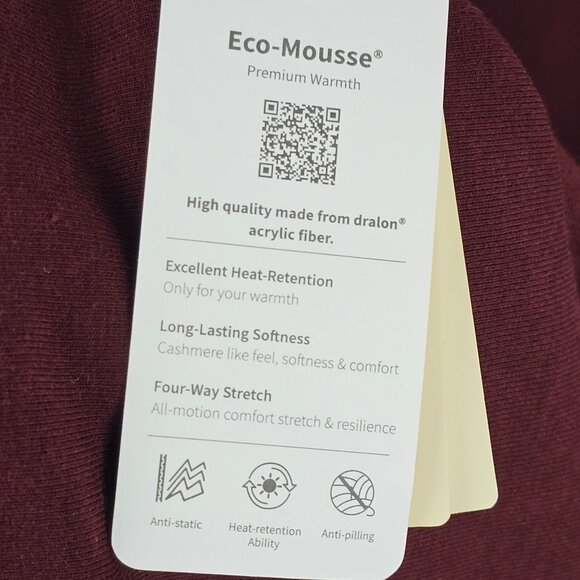 Eco-Mousse®
Premium Warmth
High quality made from dralon®
acrylic fiber.
Excellent Heat-Retention
Only for your warmth
Long-Lasting Softness
Cashmere like feel, softness & comfort
Four-Way Stretch
All-motion comfort stretch & resilience
Anti-static
Heat-retention
Ability
Anti-pilling